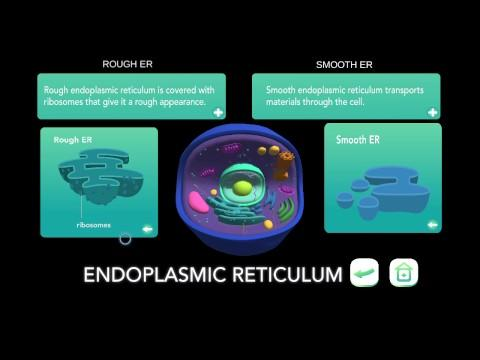 ROUGH ER
SMOOTH ER
Rough endoplasmic reticulum is covered with
ribosomes that give it a rough appearance.
Smooth endoplasmic reticulum transports
materials through the cell.
Rough ER
ribosomes
Smooth ER
ENDOPLASMIC RETICULUM